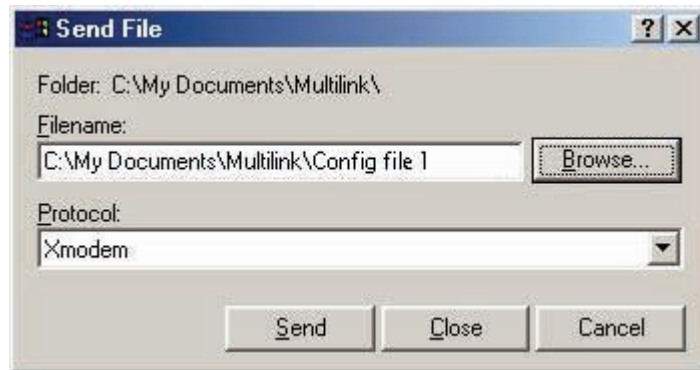 Send File
Folder: C:\My Documents\Multilink\
Filename:
C:\My Documents\Multilink\Config file 1
Browse...
Protocol:
Xmodem
Send
Close
Cancel